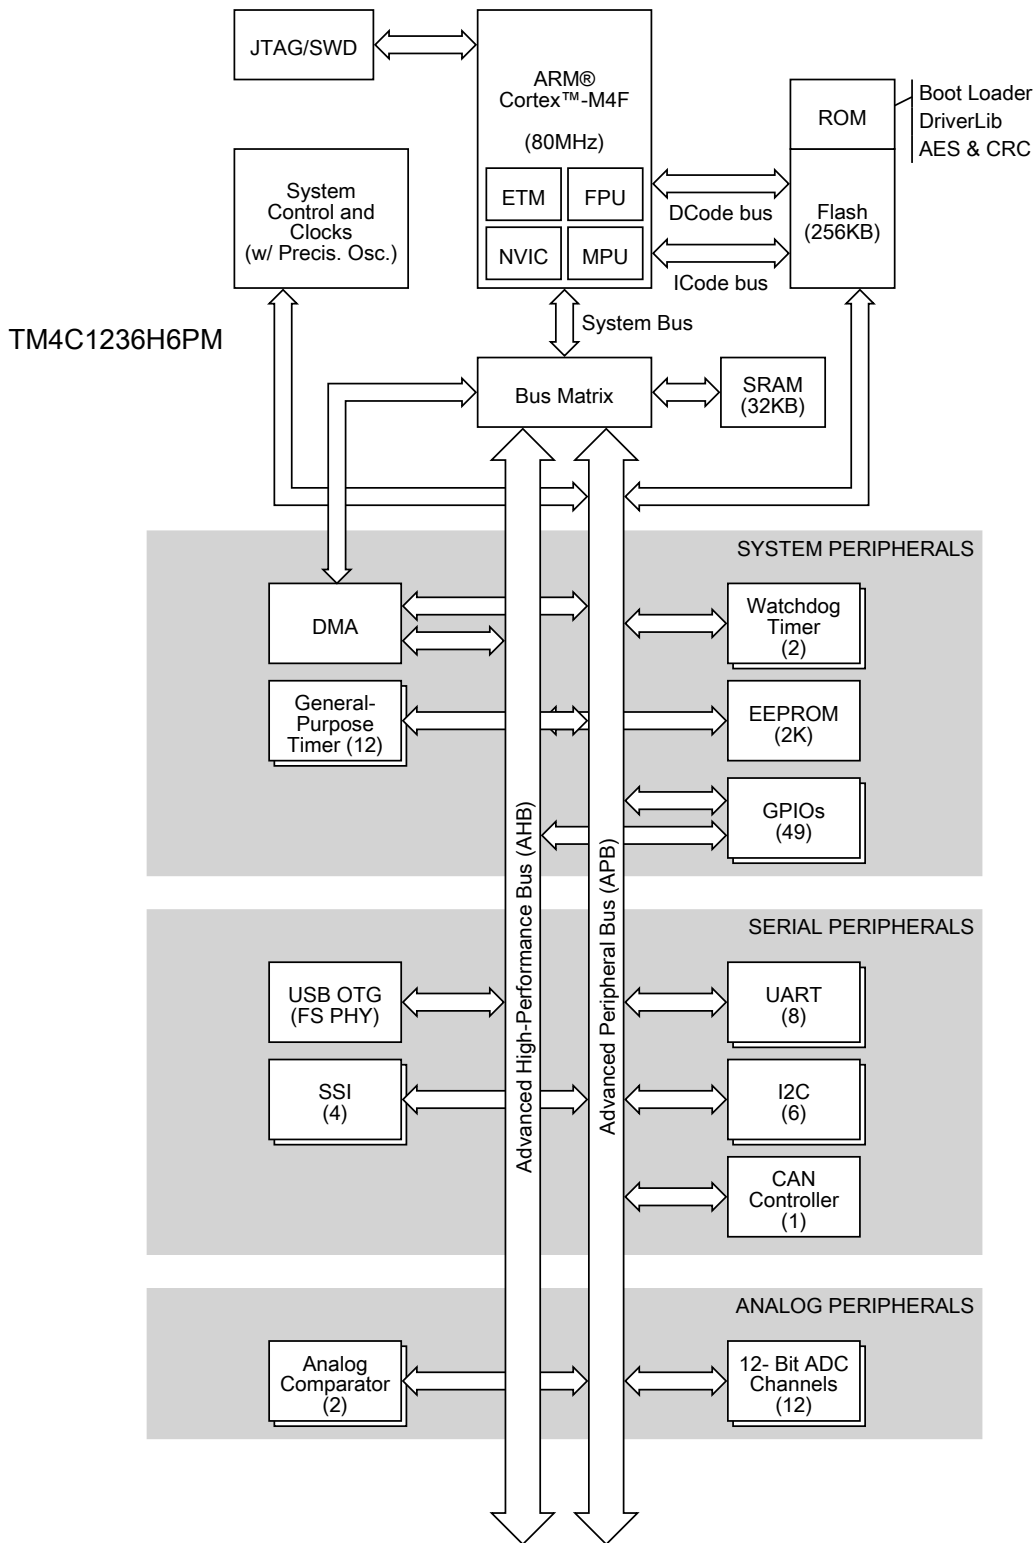 JTAG/SWD
ARM®
Cortex™-M4F
(80MHz)
ETM
FPU
NVIC
MPU
ROM
Boot Loader
DriverLib
AES & CRC
Flash
(256KB)
DCode bus
ICode bus
System
Control and
Clocks
(w/ Precis. Osc.)
TM4C1236H6PM
System Bus
Bus Matrix
SRAM
(32KB)
SYSTEM PERIPHERALS
DMA
Watchdog
Timer
(2)
General-
Purpose
Timer (12)
EEPROM
(2K)
GPIOs
(49)
Advanced High-Performance Bus (AHB)
Advanced Peripheral Bus (APB)
SERIAL PERIPHERALS
USB OTG
(FS PHY)
UART
(8)
SSI
(4)
I2C
(6)
CAN
Controller
(1)
ANALOG PERIPHERALS
Analog
Comparator
(2)
12- Bit ADC
Channels
(12)